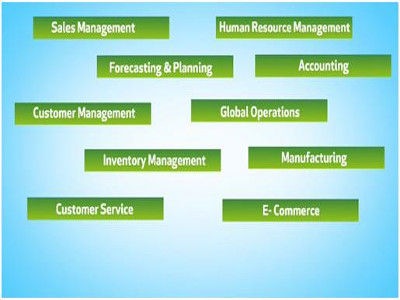 Sales Management
Human Resource Management
Forecasting & Planning
Accounting
Customer Management
Global Operations
Inventory Management
Manufacturing
Customer Service
E- Commerce